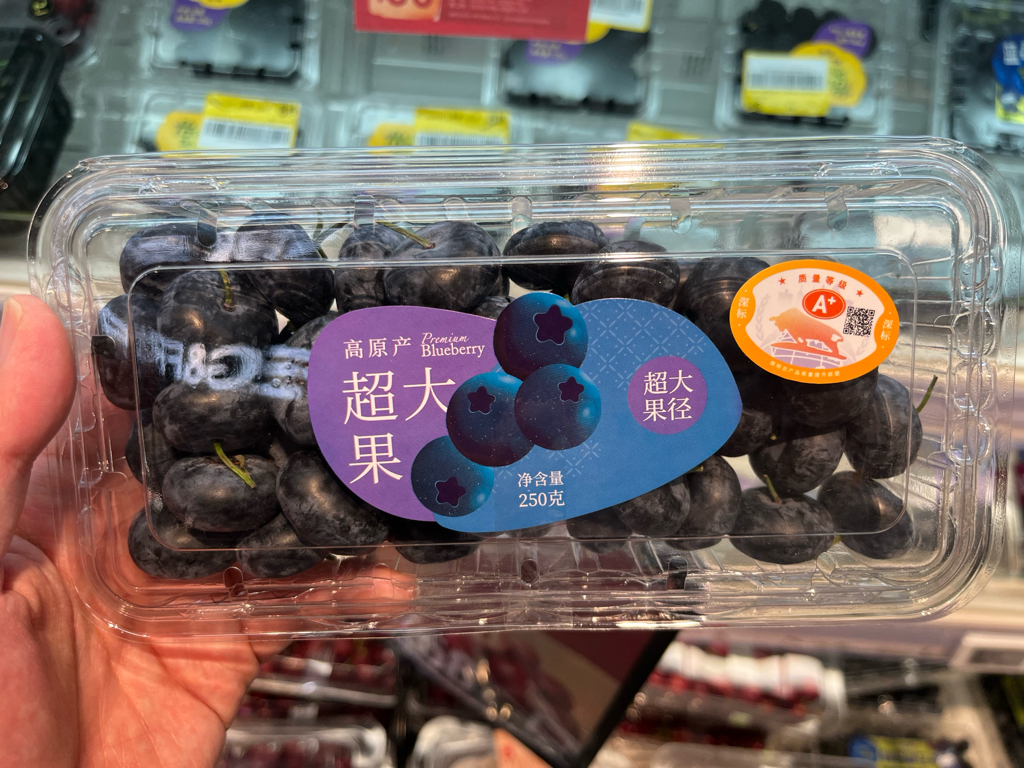 高原产
Premium
Blueberry
超大
果
超大
果径
净含量
250克
质量等级
A+
深标
深标